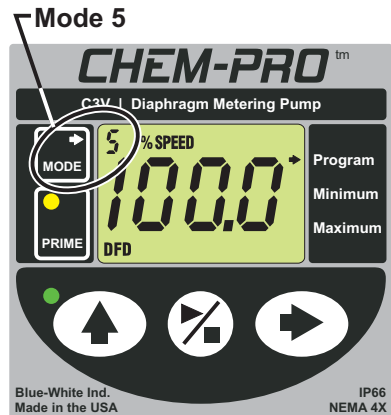 Mode 5
CHEM-PRO tm
C3V | Diaphragm Metering Pump
MODE
5 % SPEED
100.0
DFD
PRIME
Program
Minimum
Maximum
Blue-White Ind.
Made in the USA
IP66
NEMA 4X